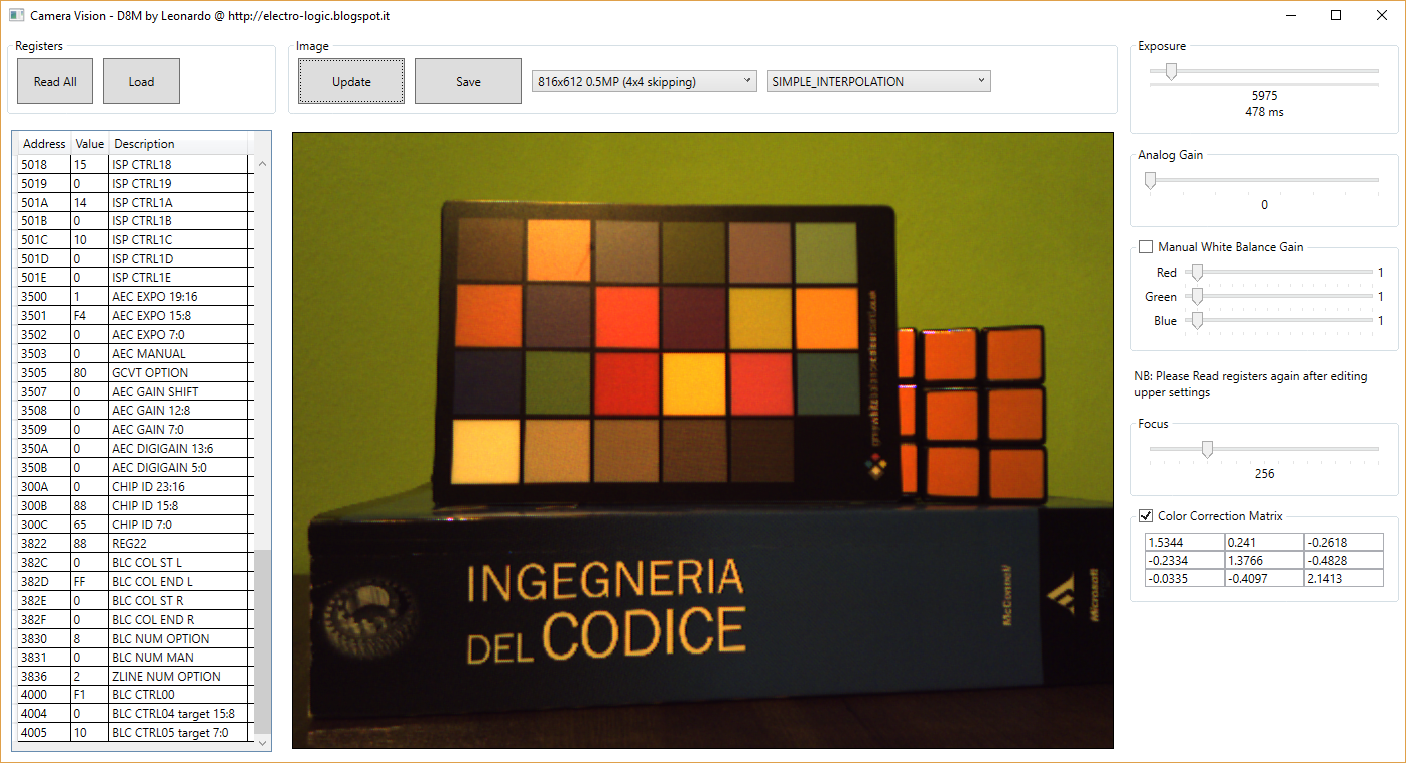 Camera Vision - D8M by Leonardo @ http://electro-logic.blogspot.it
Registers
Read All
Load
Image
Update
Save
816x612 0.5MP (4x4 skipping)
SIMPLE_INTERPOLATION
Address Value Description
5018 15 ISP CTRL18
5019 0 ISP CTRL19
501A 14 ISP CTRL1A
501B 0 ISP CTRL1B
501C 10 ISP CTRL1C
501D 0 ISP CTRL1D
501E 0 ISP CTRL1E
3500 1 AEC EXPO 19:16
3501 F4 AEC EXPO 15:8
3502 0 AEC EXPO 7:0
3503 0 AEC MANUAL
3505 80 GCVT OPTION
3507 0 AEC GAIN SHIFT
3508 0 AEC GAIN 12:8
3509 0 AEC GAIN 7:0
350A 0 AEC DIGIGAIN 13:6
350B 0 AEC DIGIGAIN 5:0
300A 0 CHIP ID 23:16
300B 88 CHIP ID 15:8
300C 65 CHIP ID 7:0
3822 88 REG22
382C 0 BLC COL ST L
382D FF BLC COL END L
382E 0 BLC COL ST R
382F 0 BLC COL END R
3830 8 BLC NUM OPTION
3831 0 BLC NUM MAN
3836 2 ZLINE NUM OPTION
4000 F1 BLC CTRL00
4004 0 BLC CTRL04 target 15:8
4005 10 BLC CTRL05 target 7:0
INGEGNERIA
DEL CODICE
McConnell
Microsoft
Exposure
5975
478 ms
Analog Gain
0
Manual White Balance Gain
Red 1
Green 1
Blue 1
NB: Please Read registers again after editing
upper settings
Focus
256
Color Correction Matrix
1.5344 0.241 -0.2618
-0.2334 1.3766 -0.4828
-0.0335 -0.4097 2.1413